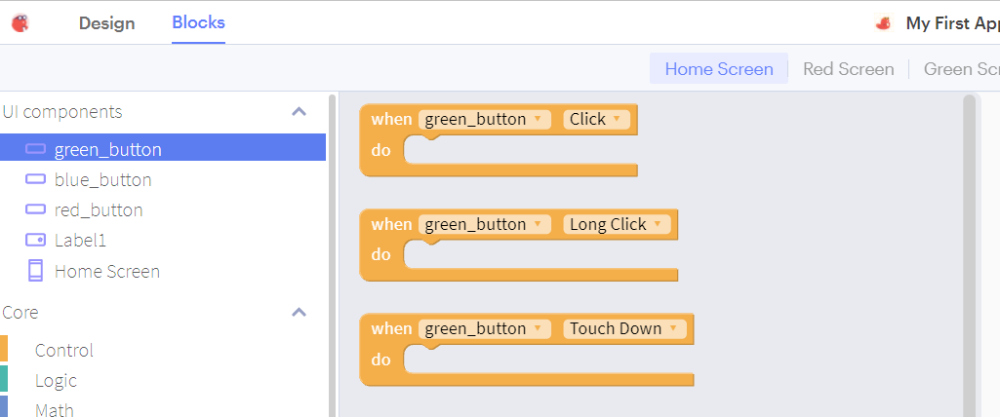 Design Blocks My First App
Home Screen Red Screen Green Scr
UI components
green_button
blue_button
red_button
Label1
Home Screen
Core
Control
Logic
Math
when green_button Click
do
when green_button Long Click
do
when green_button Touch Down
do